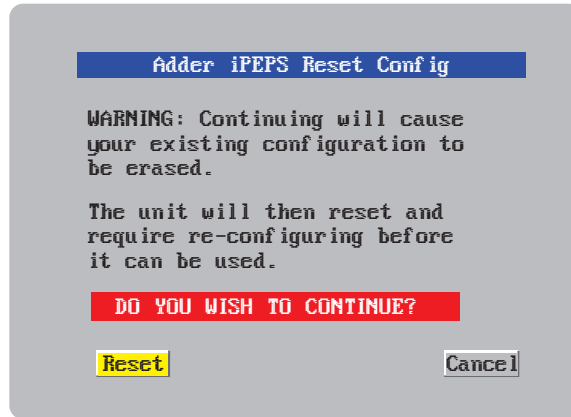 Adder iPEPS Reset Config
WARNING: Continuing will cause
your existing configuration to
be erased.
The unit will then reset and
require re-configuring before
it can be used.
DO YOU WISH TO CONTINUE?
Reset
Cancel